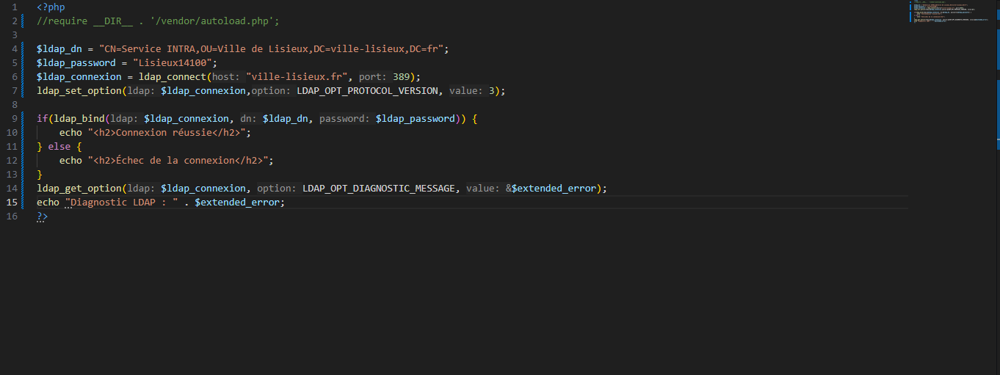 1 <?php
2 //require __DIR__ . '/vendor/autoload.php';
3
4 $ldap_dn = "CN=Service INTRA,OU=Ville de Lisieux,DC=ville-lisieux,DC=fr";
5 $ldap_password = "Lisieux14100";
6 $ldap_connexion = ldap_connect(host: "ville-lisieux.fr", port: 389);
7 ldap_set_option(ldap: $ldap_connexion,option: LDAP_OPT_PROTOCOL_VERSION, value: 3);
8
9 if(ldap_bind(ldap: $ldap_connexion, dn: $ldap_dn, password: $ldap_password)) {
10     echo "<h2>Connexion réussie</h2>";
11 } else {
12     echo "<h2>Échec de la connexion</h2>";
13 }
14 ldap_get_option(ldap: $ldap_connexion, option: LDAP_OPT_DIAGNOSTIC_MESSAGE, value: &$extended_error);
15 echo "Diagnostic LDAP : " . $extended_error;
16 ?>